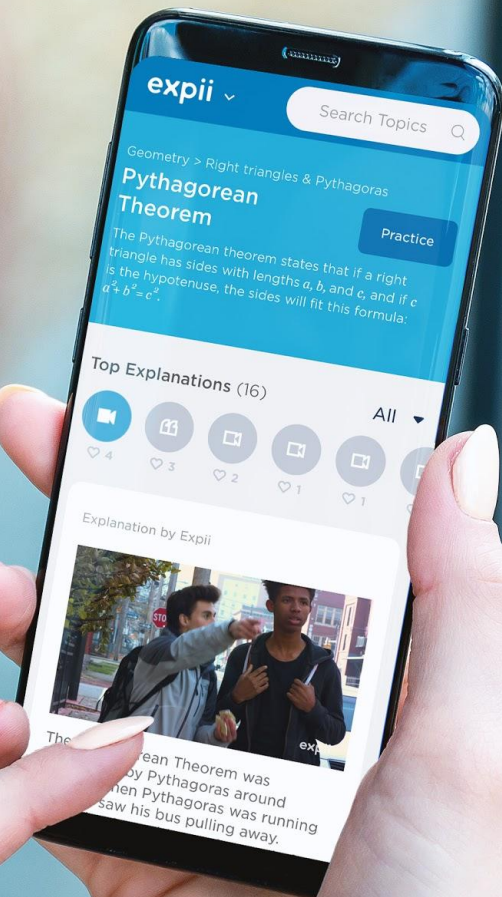 expii
Search Topics
Geometry > Right triangles & Pythagoras
Pythagorean
Theorem
Practice
The Pythagorean theorem states that if a right
triangle has sides with lengths a, b, and c, and if c
is the hypotenuse, the sides will fit this formula:
a²+b²=c².
Top Explanations (16)
All
4
3
2
1
1
Explanation by Expii
STO
exp
The rean Theorem was
by Pythagoras around
hen Pythagoras was running
saw his bus pulling away.